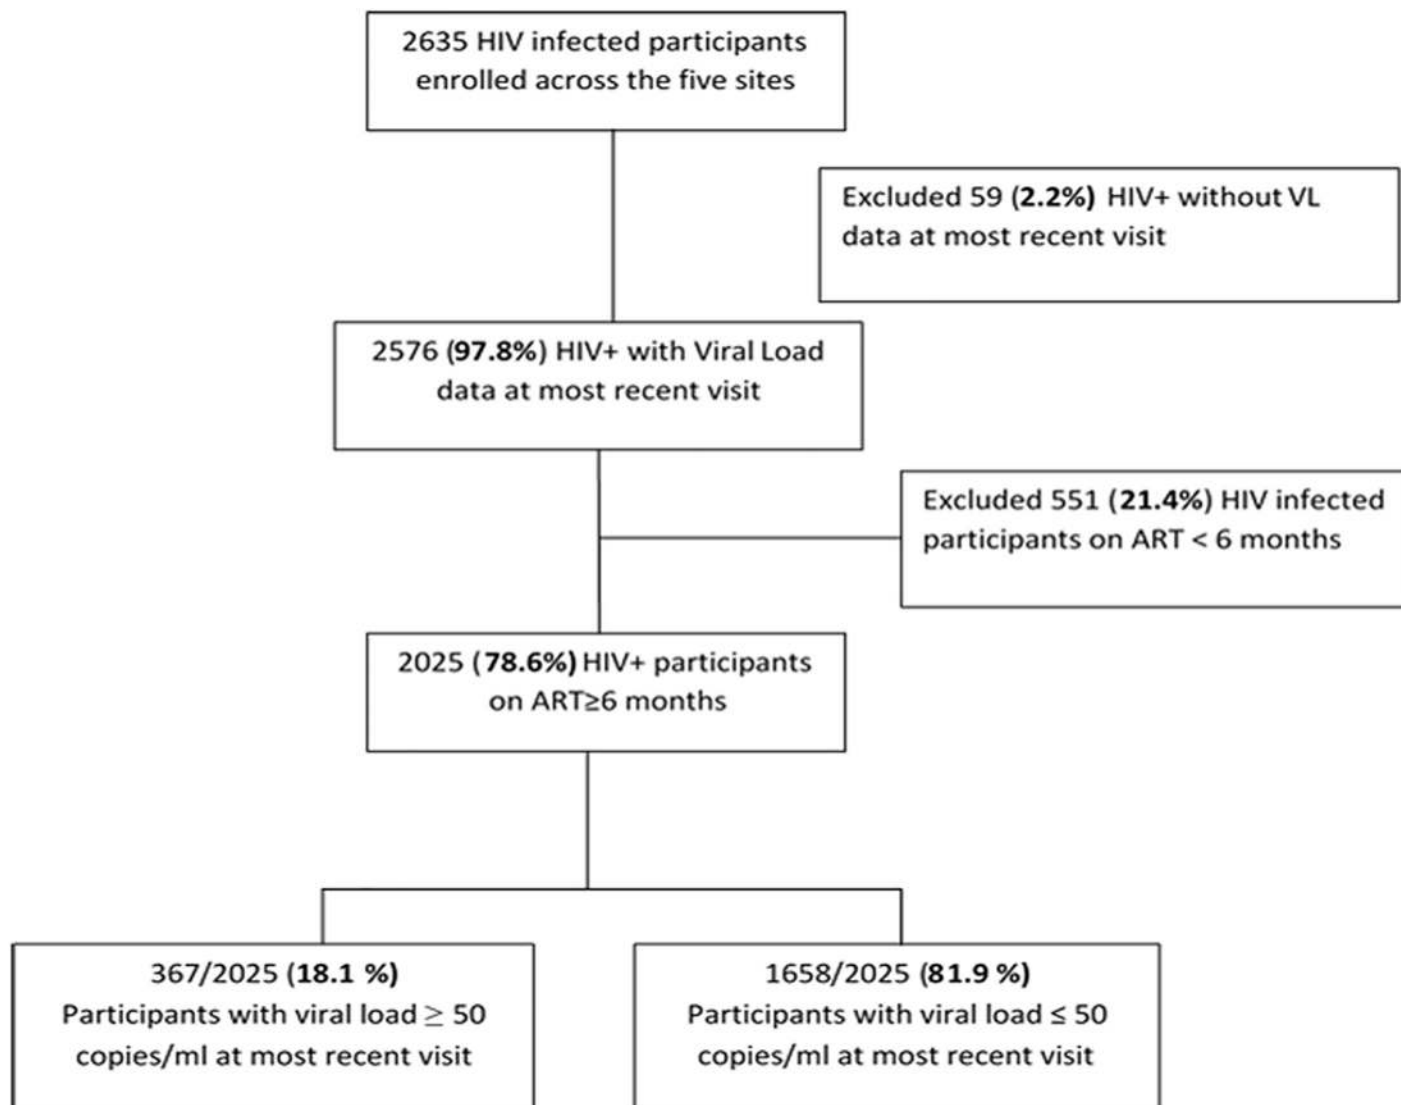 2635 HIV infected participants
enrolled across the five sites
Excluded 59 (2.2%) HIV+ without VL
data at most recent visit
2576 (97.8%) HIV+ with Viral Load
data at most recent visit
Excluded 551 (21.4%) HIV infected
participants on ART < 6 months
2025 (78.6%) HIV+ participants
on ART≥6 months
367/2025 (18.1 %)
Participants with viral load ≥ 50
copies/ml at most recent visit
1658/2025 (81.9 %)
Participants with viral load ≤ 50
copies/ml at most recent visit